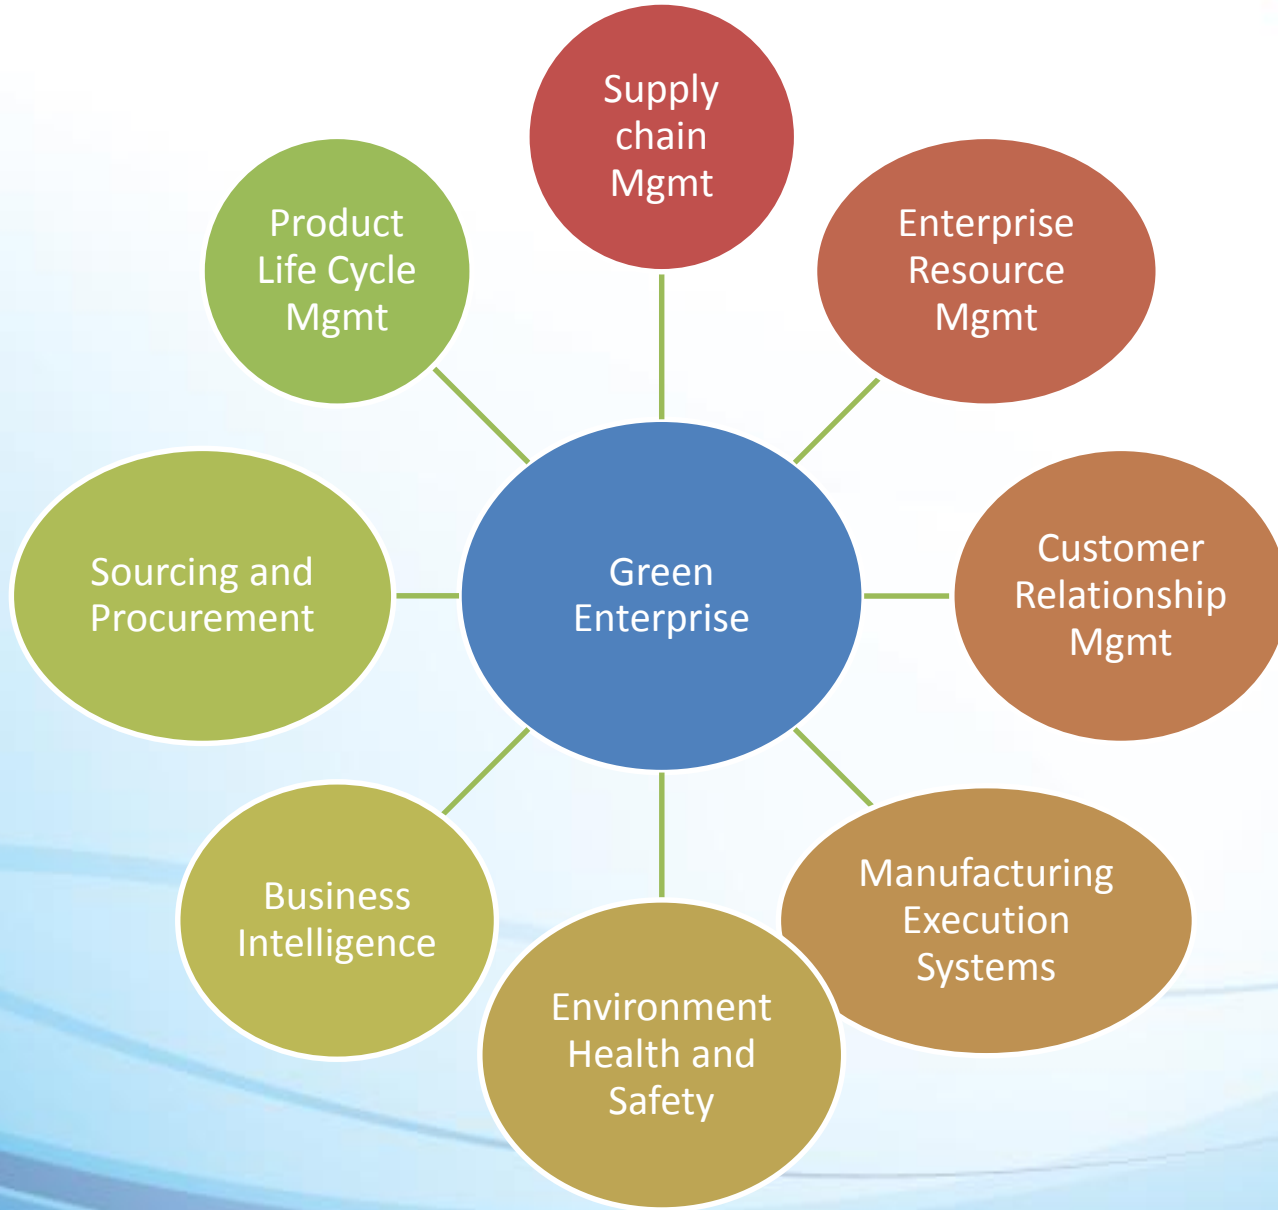 Supply
chain
Mgmt
Enterprise
Resource
Mgmt
Customer
Relationship
Mgmt
Manufacturing
Execution
Systems
Environment
Health and
Safety
Business
Intelligence
Sourcing and
Procurement
Product
Life Cycle
Mgmt
Green
Enterprise